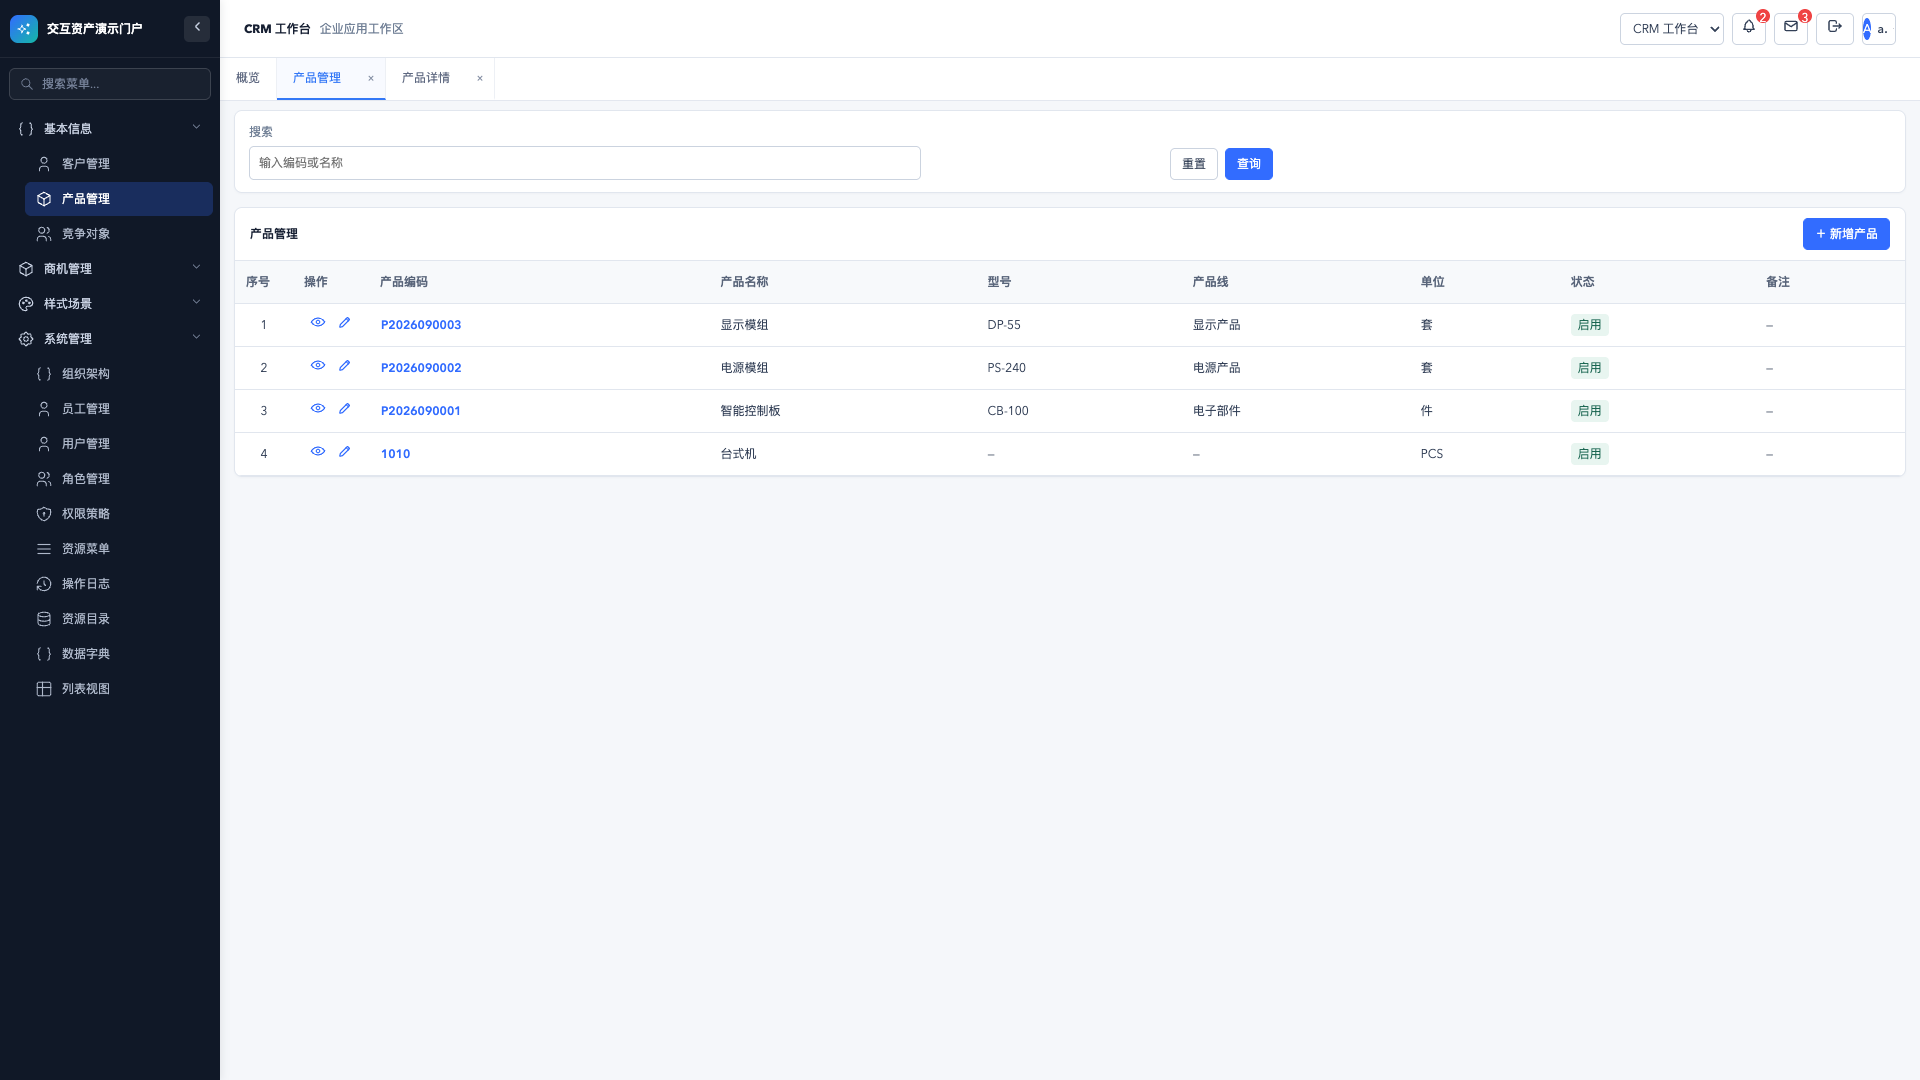 交互资产演示门户
CRM 工作台 企业应用工作区
CRM 工作台
2
3
A a.
搜索菜单...
概览
产品管理 ×
产品详情 ×
基本信息
客户管理
产品管理
竞争对象
商机管理
样式场景
系统管理
组织架构
员工管理
用户管理
角色管理
权限策略
资源菜单
操作日志
资源目录
数据字典
列表视图
搜索
输入编码或名称
重置
查询
产品管理
+ 新增产品
序号 操作 产品编码 产品名称 型号 产品线 单位 状态 备注
1 P2026090003 显示模组 DP-55 显示产品 套 启用 –
2 P2026090002 电源模组 PS-240 电源产品 套 启用 –
3 P2026090001 智能控制板 CB-100 电子部件 件 启用 –
4 1010 台式机 – – PCS 启用 –